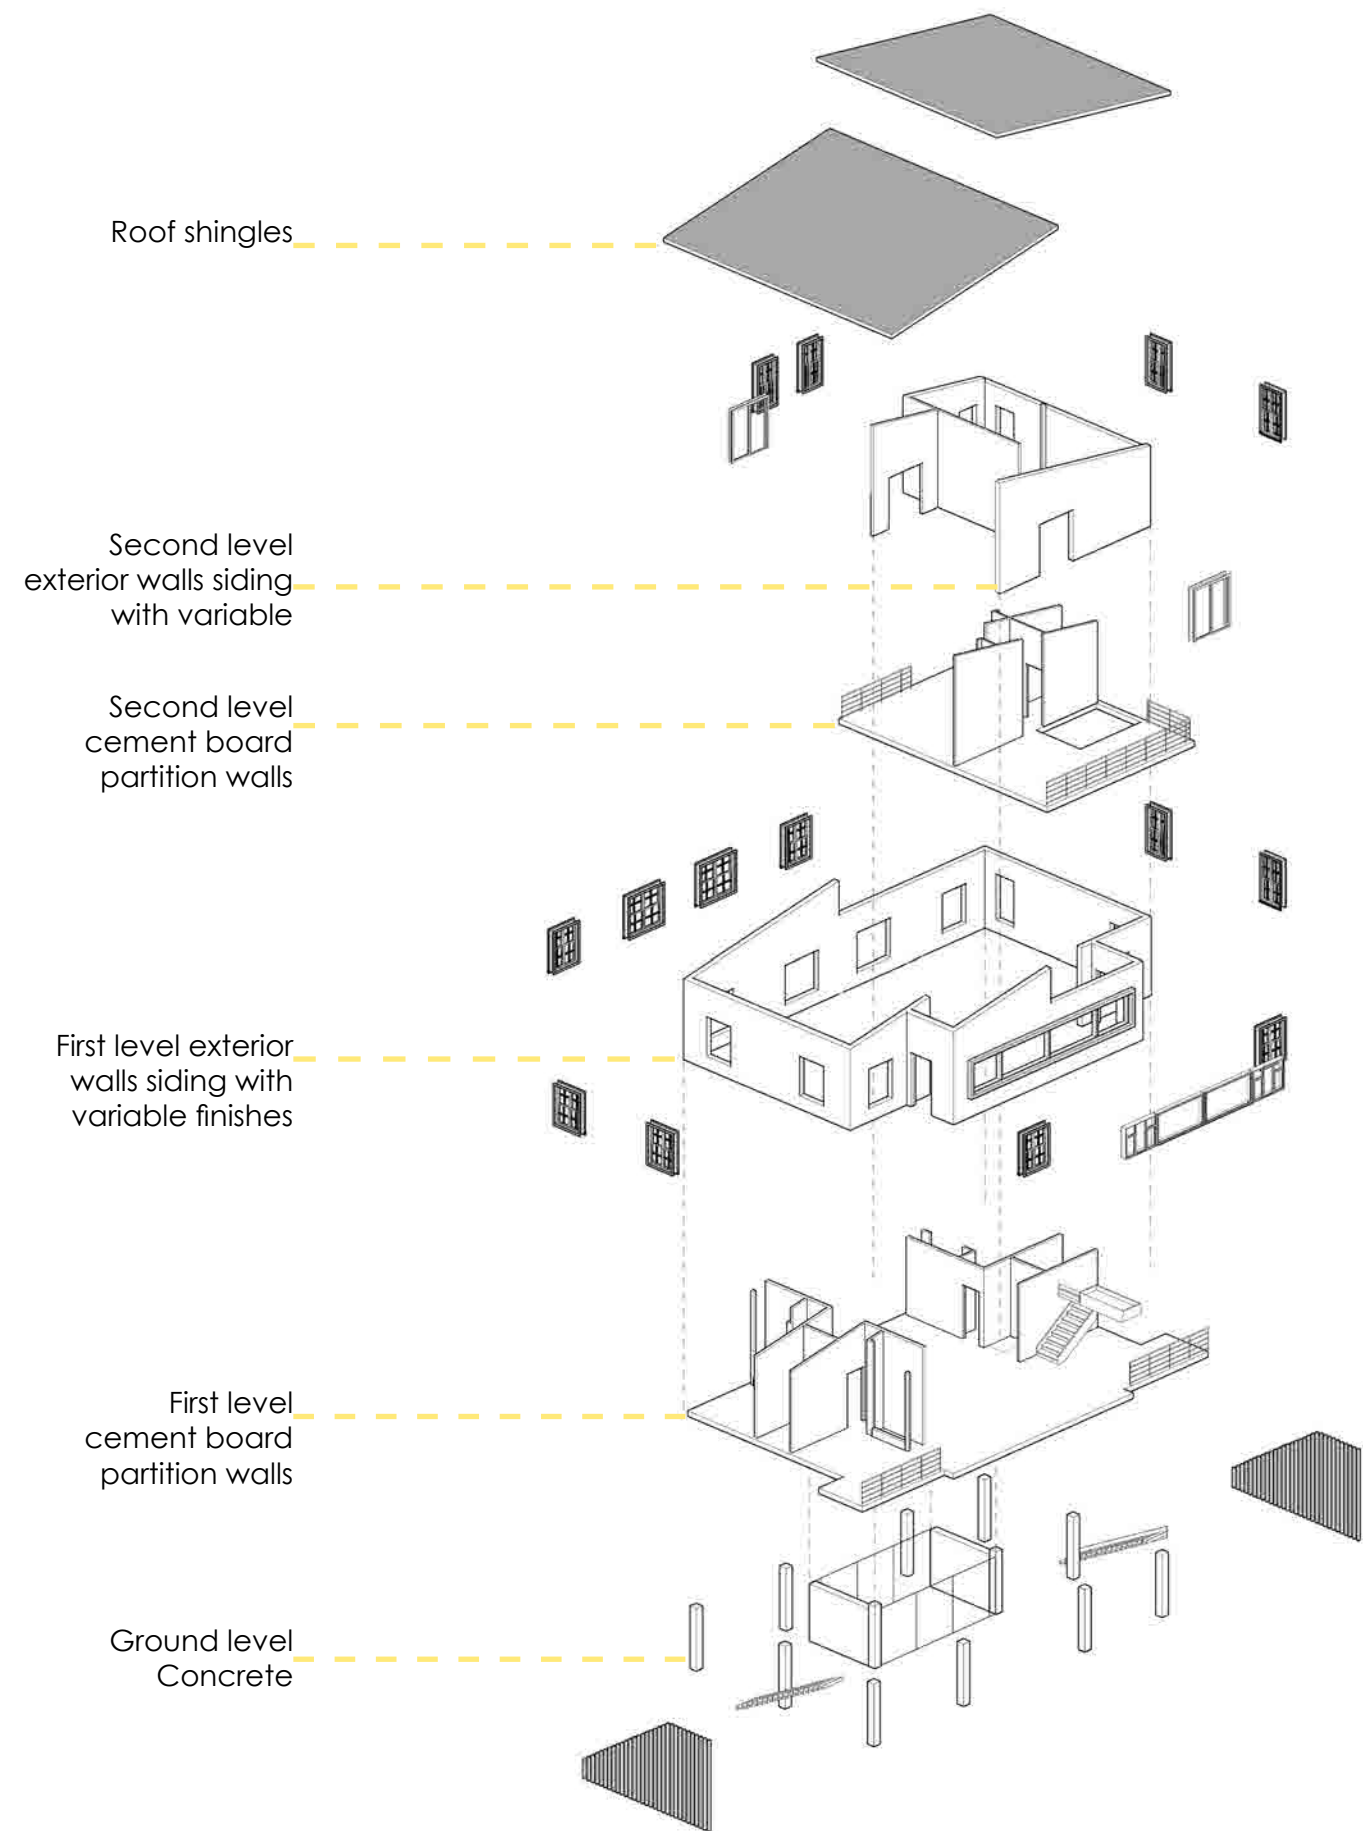 Roof shingles
Second level
exterior walls siding
with variable
Second level
cement board
partition walls
First level exterior
walls siding with
variable finishes
First level
cement board
partition walls
Ground level
Concrete